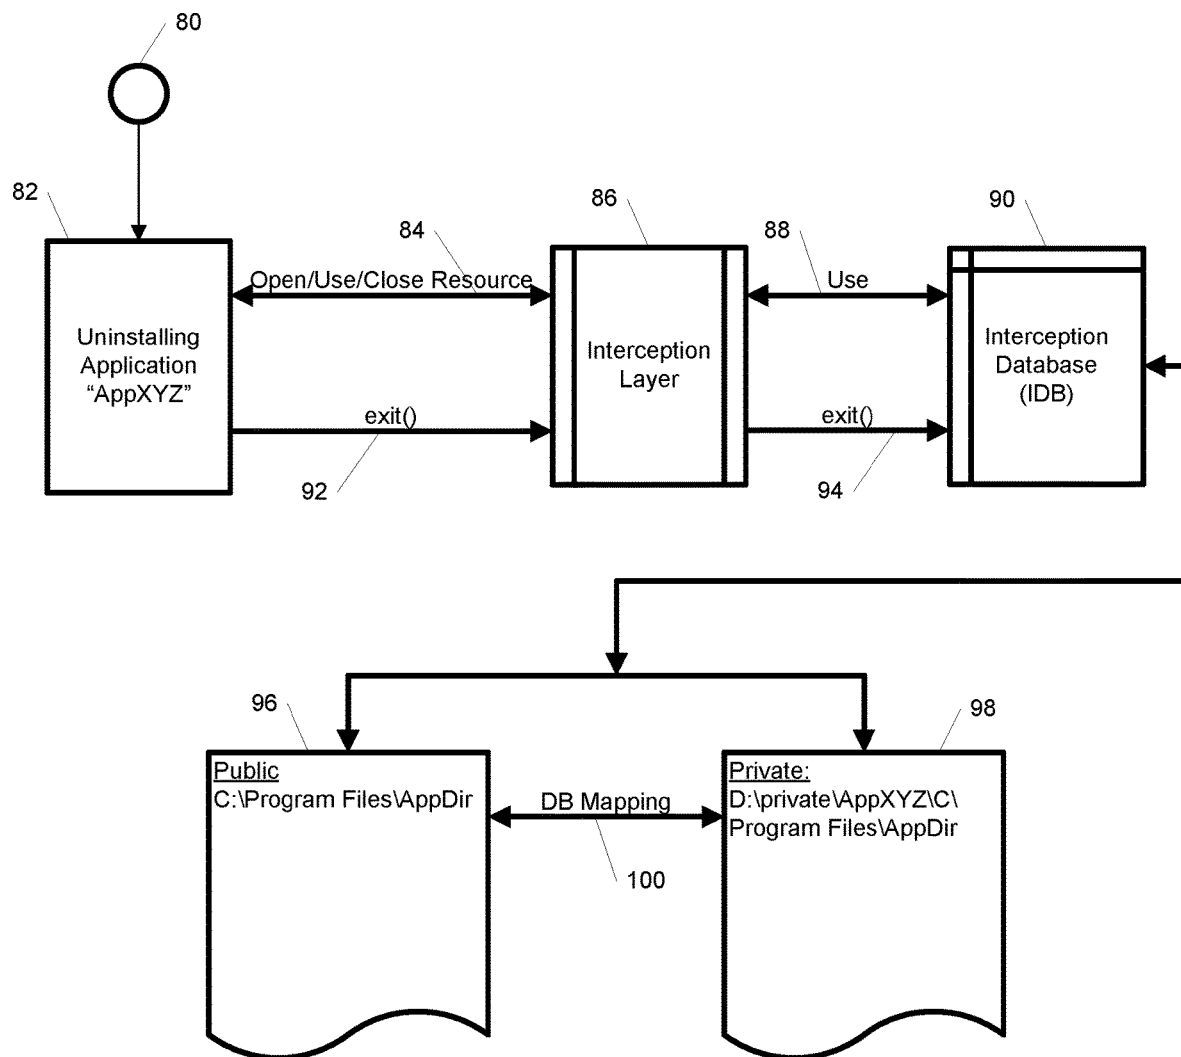 80
82
84
86
88
90
Open/Use/Close Resource
Use
Uninstalling
Application
“AppXYZ”
Interception
Layer
Interception
Database
(IDB)
exit()
exit()
92
94
96
98
Public
C:\Program Files\AppDir
DB Mapping
100
Private:
D:\private\AppXYZ\C\
Program Files\AppDir